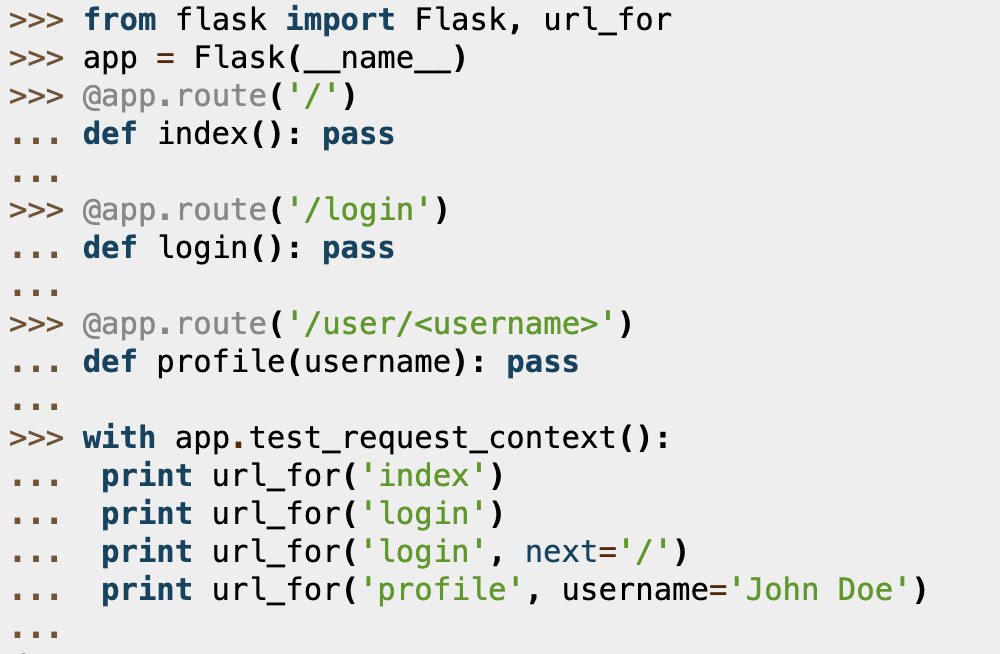 >>> from flask import Flask, url_for
>>> app = Flask(__name__)
>>> @app.route('/')
... def index(): pass
...
>>> @app.route('/login')
... def login(): pass
...
>>> @app.route('/user/<username>')
... def profile(username): pass
...
>>> with app.test_request_context():
...  print url_for('index')
...  print url_for('login')
...  print url_for('login', next='/')
...  print url_for('profile', username='John Doe')
...